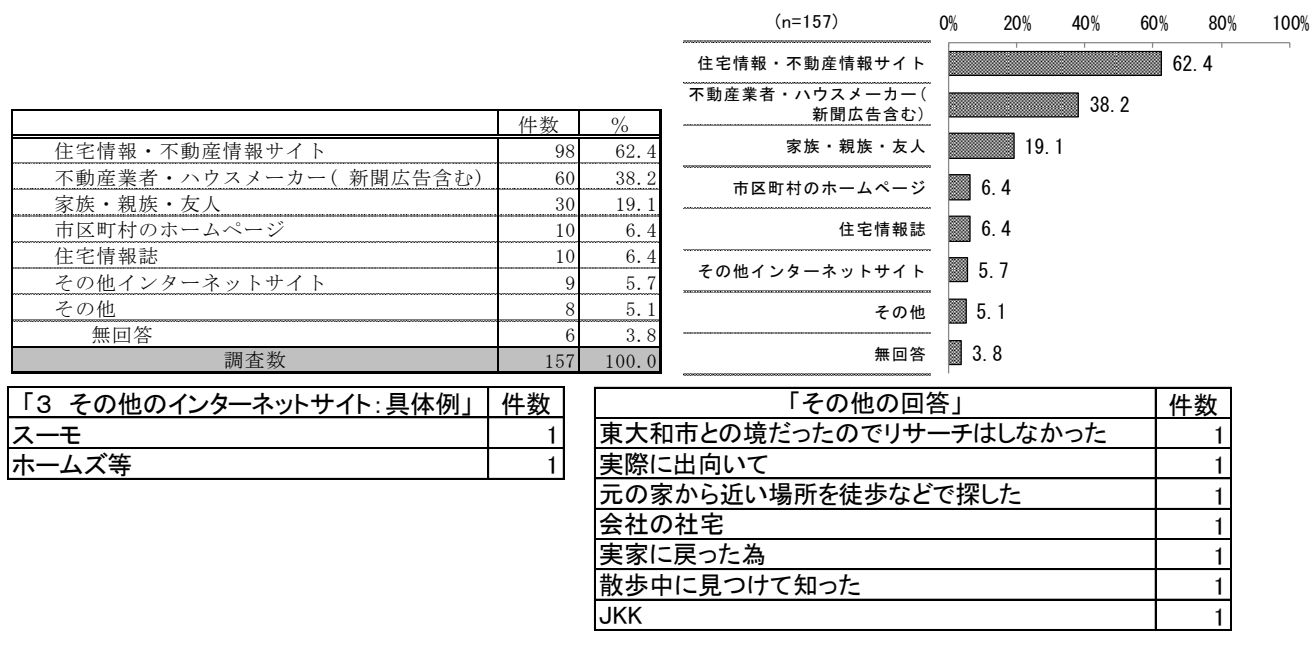 件数 %
住宅情報・不動産情報サイト 98 62.4
不動産業者・ハウスメーカー( 新聞広告含む) 60 38.2
家族・親族・友人 30 19.1
市区町村のホームページ 10 6.4
住宅情報誌 10 6.4
その他インターネットサイト 9 5.7
その他 8 5.1
無回答 6 3.8
調査数 157 100.0
(n=157) 0% 20% 40% 60% 80% 100%
住宅情報・不動産情報サイト 62.4
不動産業者・ハウスメーカー(
新聞広告含む) 38.2
家族・親族・友人 19.1
市区町村のホームページ 6.4
住宅情報誌 6.4
その他インターネットサイト 5.7
その他 5.1
無回答 3.8
「3 その他のインターネットサイト:具体例」 件数
スーモ 1
ホームズ等 1
「その他の回答」 件数
東大和市との境だったのでリサーチはしなかった 1
実際に出向いて 1
元の家から近い場所を徒歩などで探した 1
会社の社宅 1
実家に戻った為 1
散歩中に見つけて知った 1
JKK 1